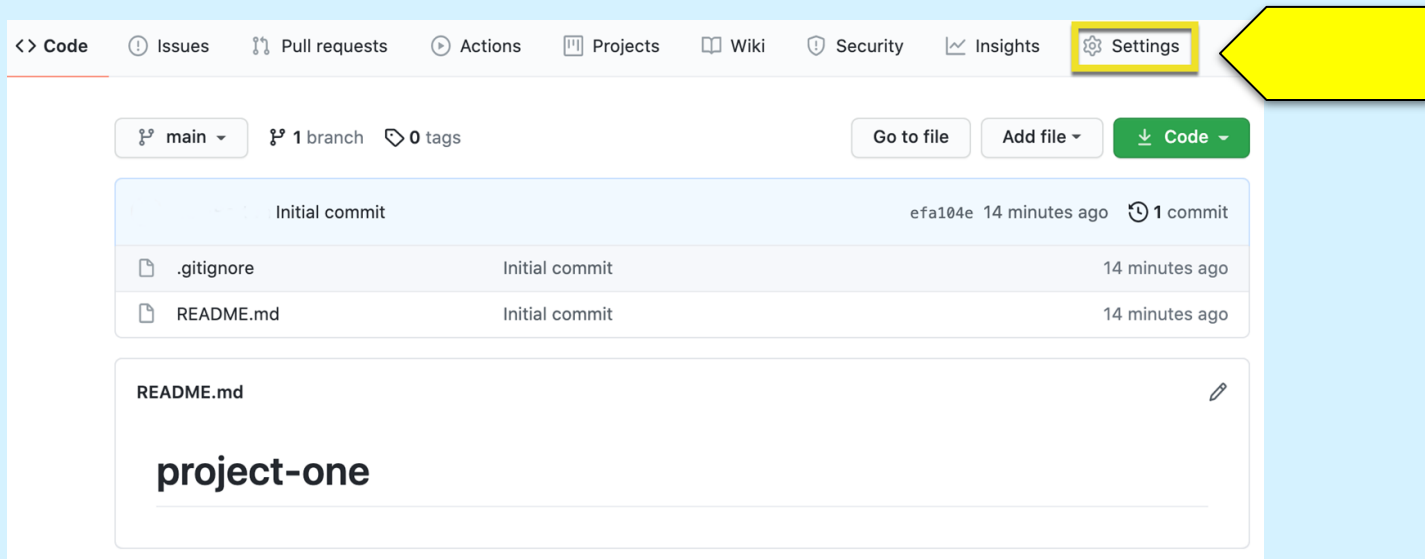 <> Code Issues Pull requests Actions Projects Wiki Security Insights Settings
main 1 branch 0 tags Go to file Add file Code
Initial commit efa104e 14 minutes ago 1 commit
.gitignore Initial commit 14 minutes ago
README.md Initial commit 14 minutes ago
README.md
project-one